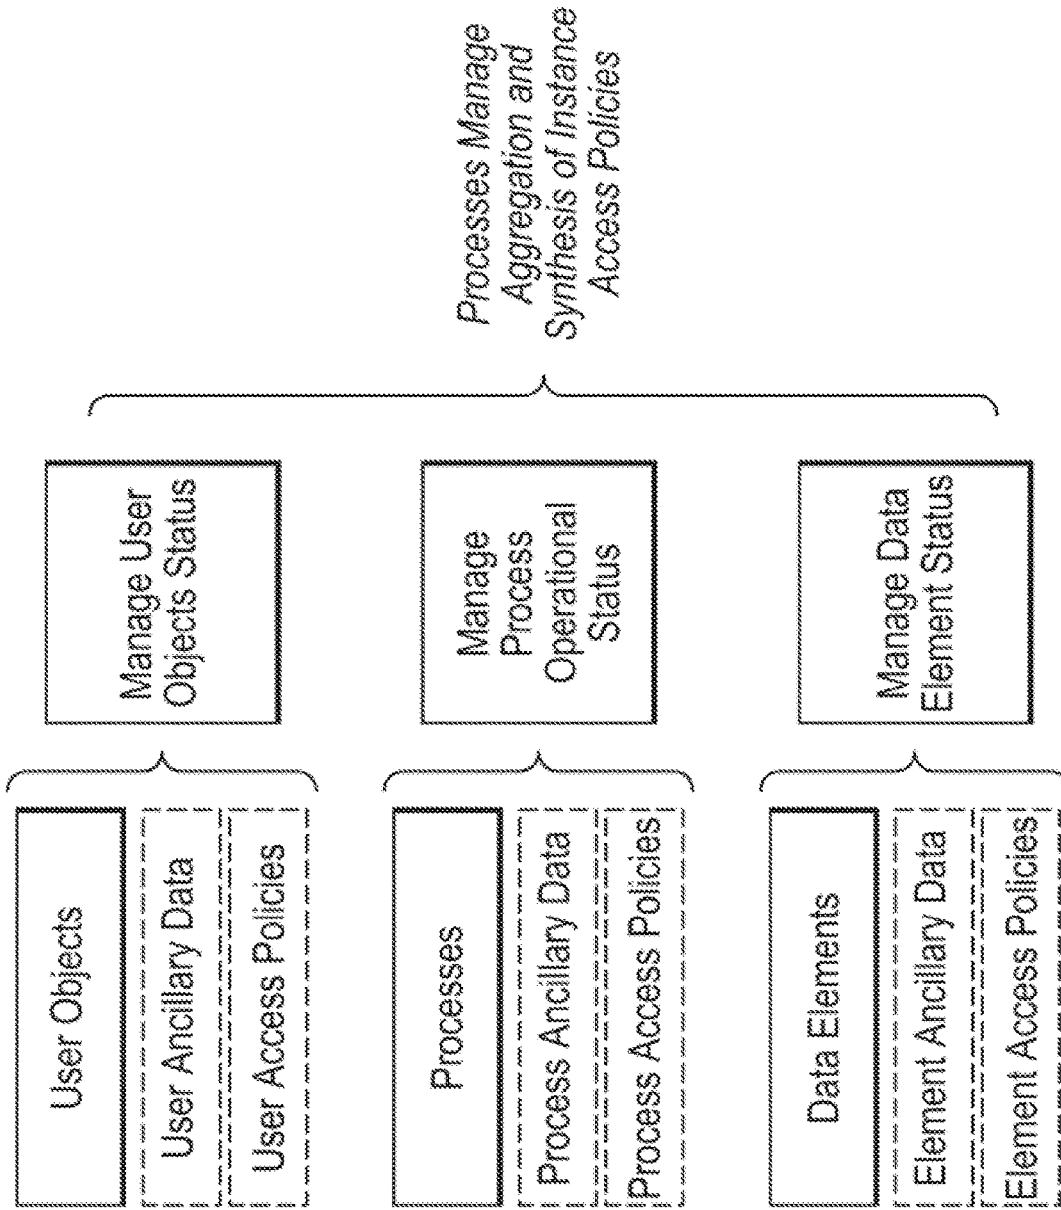 User Objects
User Ancillary Data
User Access Policies
Manage User
Objects Status
Processes
Process Ancillary Data
Process Access Policies
Manage
Process
Operational
Status
Data Elements
Element Ancillary Data
Element Access Policies
Manage Data
Element Status
Processes Manage
Aggregation and
Synthesis of Instance
Access Policies